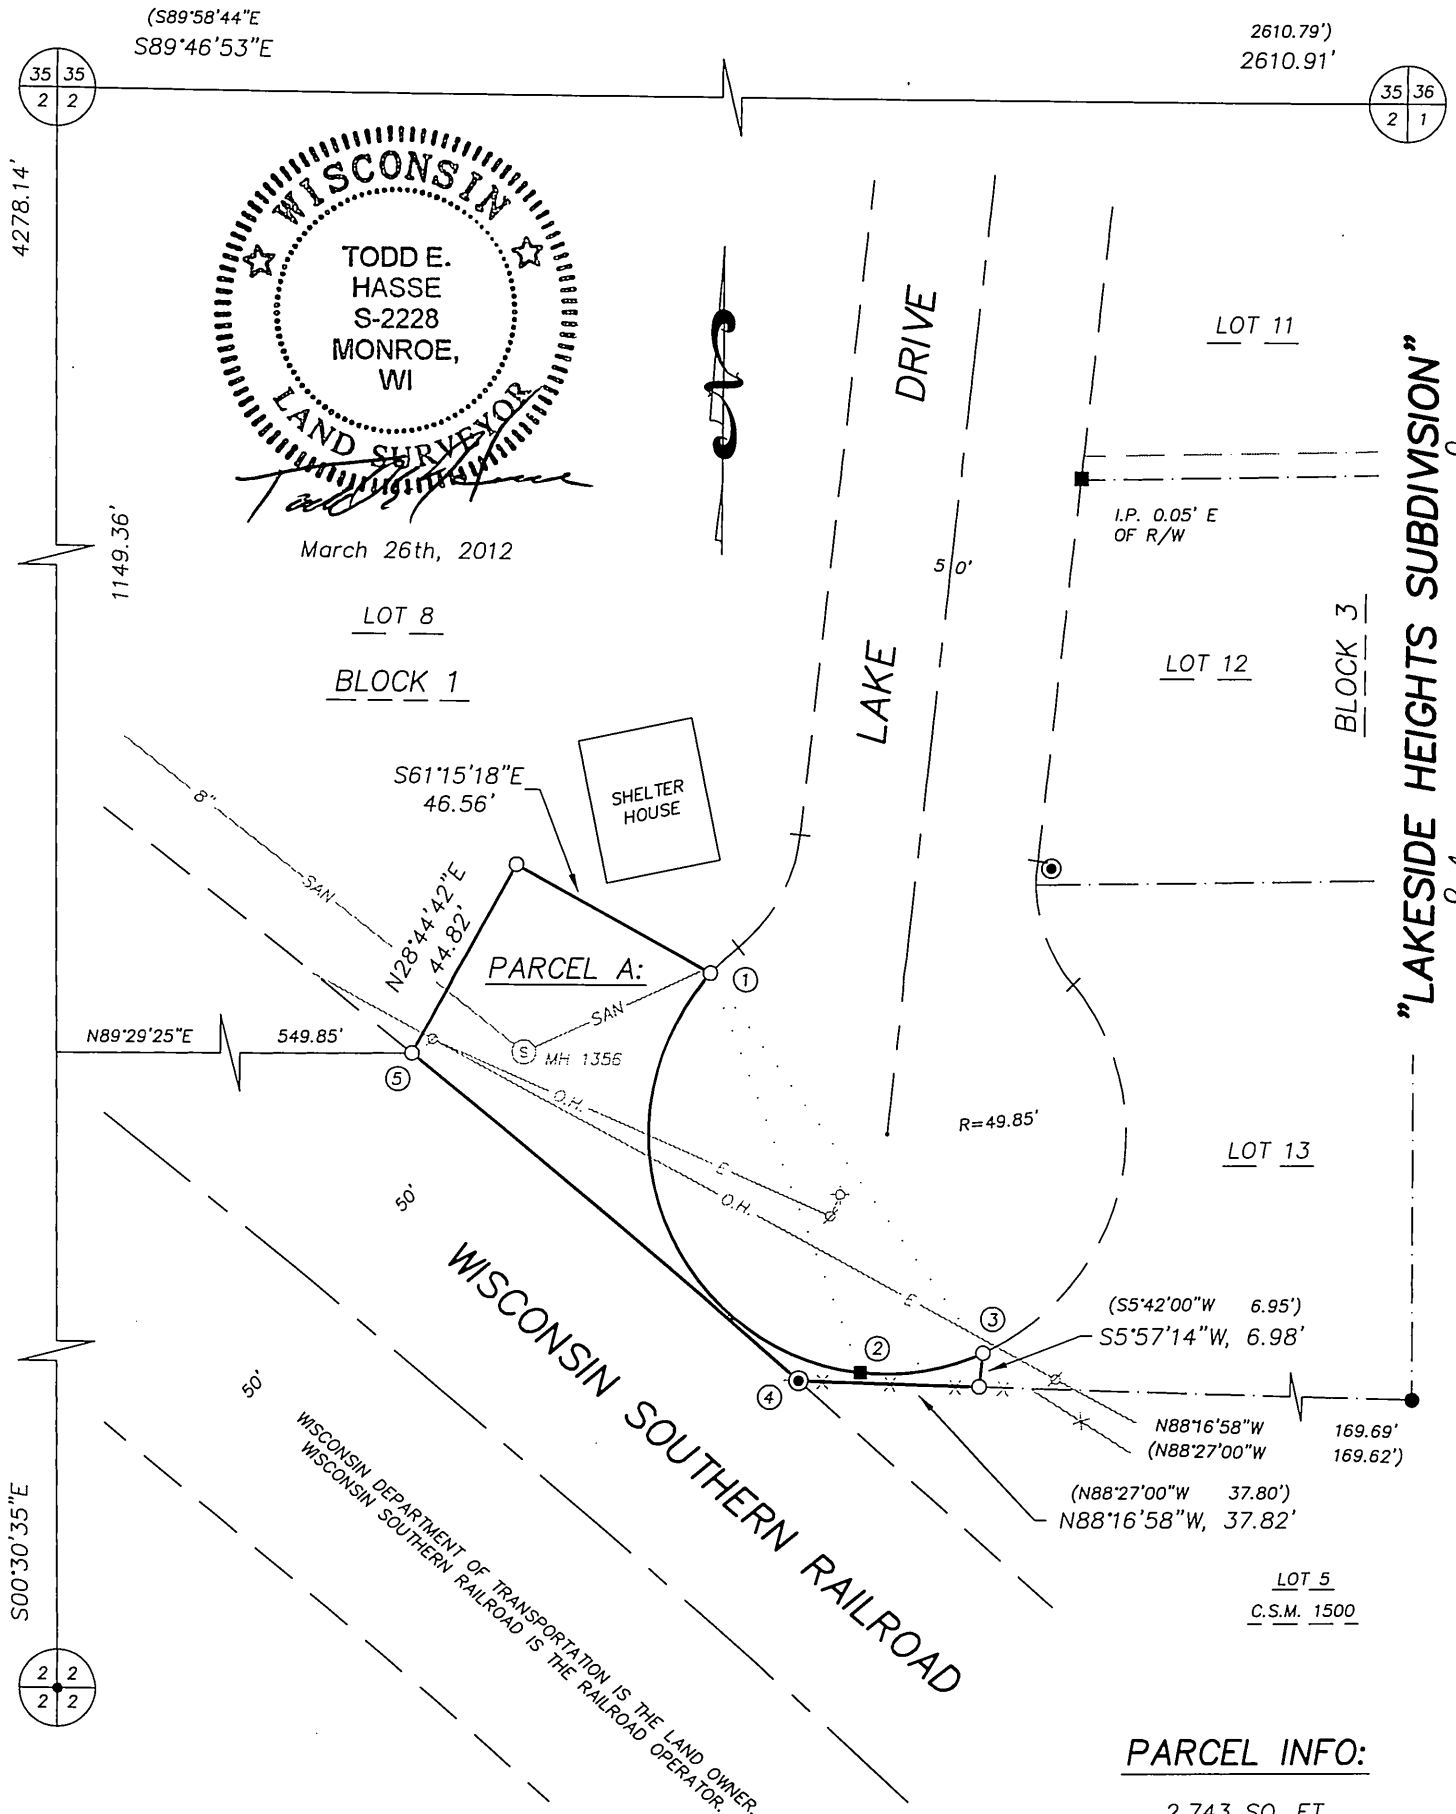 (S89°58'44"E 2610.79')
S89°46'53"E 2610.91'
35 35
2 2
35 36
2 1
4278.14'
WISCONSIN
TODD E.
HASSE
S-2228
MONROE,
WI
LAND SURVEYOR
March 26th, 2012
1149.36'
LOT 8
BLOCK 1
DRIVE
LAKE
50'
LOT 11
I.P. 0.05' E
OF R/W
LOT 12
BLOCK 3
"LAKESIDE HEIGHTS SUBDIVISION"
SHELTER
HOUSE
S61°15'18"E
46.56'
8"
SAN
N28°44'42"E
44.82'
PARCEL A:
1
SAN
S
MH 1356
N89°29'25"E 549.85'
5
O.H.
E
O.H.
E
R=49.85'
LOT 13
50'
WISCONSIN SOUTHERN RAILROAD
50'
2
3
4
(S5°42'00"W 6.95')
S5°57'14"W, 6.98'
N88°16'58"W 169.69'
(N88°27'00"W 169.62')
(N88°27'00"W 37.80')
N88°16'58"W, 37.82'
WISCONSIN DEPARTMENT OF TRANSPORTATION IS THE LAND OWNER.
WISCONSIN SOUTHERN RAILROAD IS THE RAILROAD OPERATOR.
LOT 5
C.S.M. 1500
S00°30'35"E
2 2
2 2
PARCEL INFO:
2,743 SQ. FT.